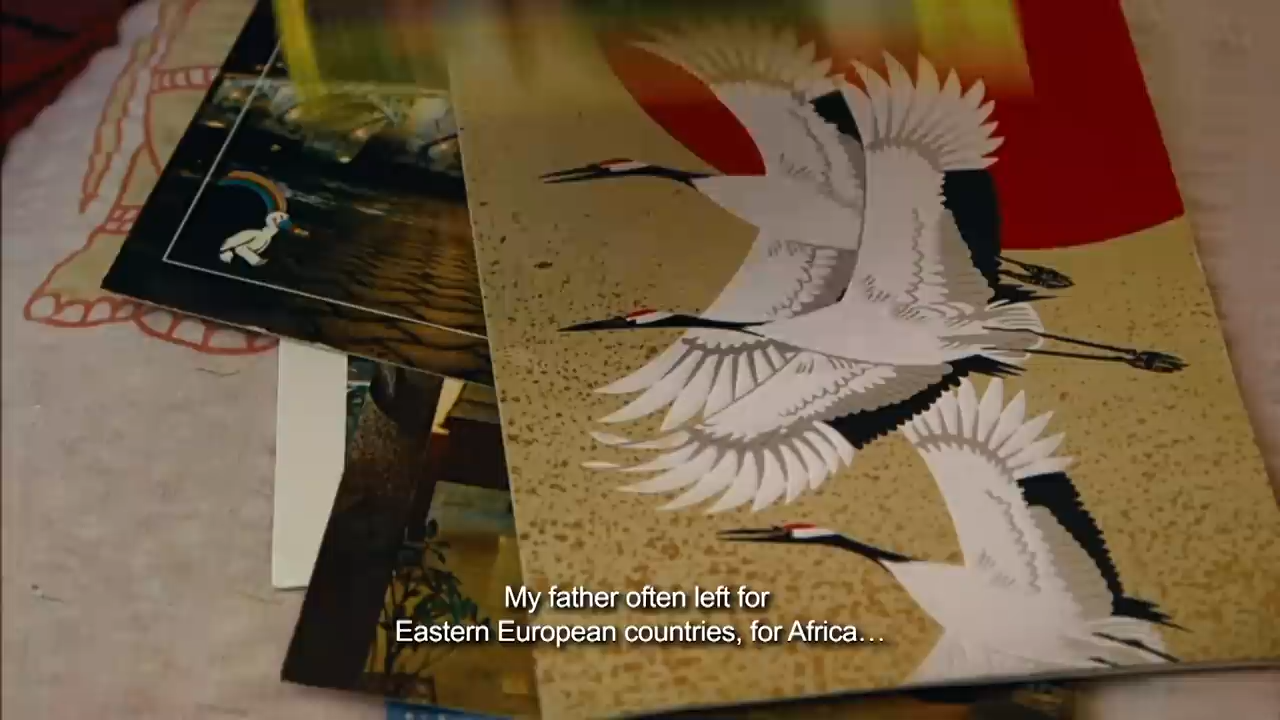 My father often left for
Eastern European countries, for Africa…